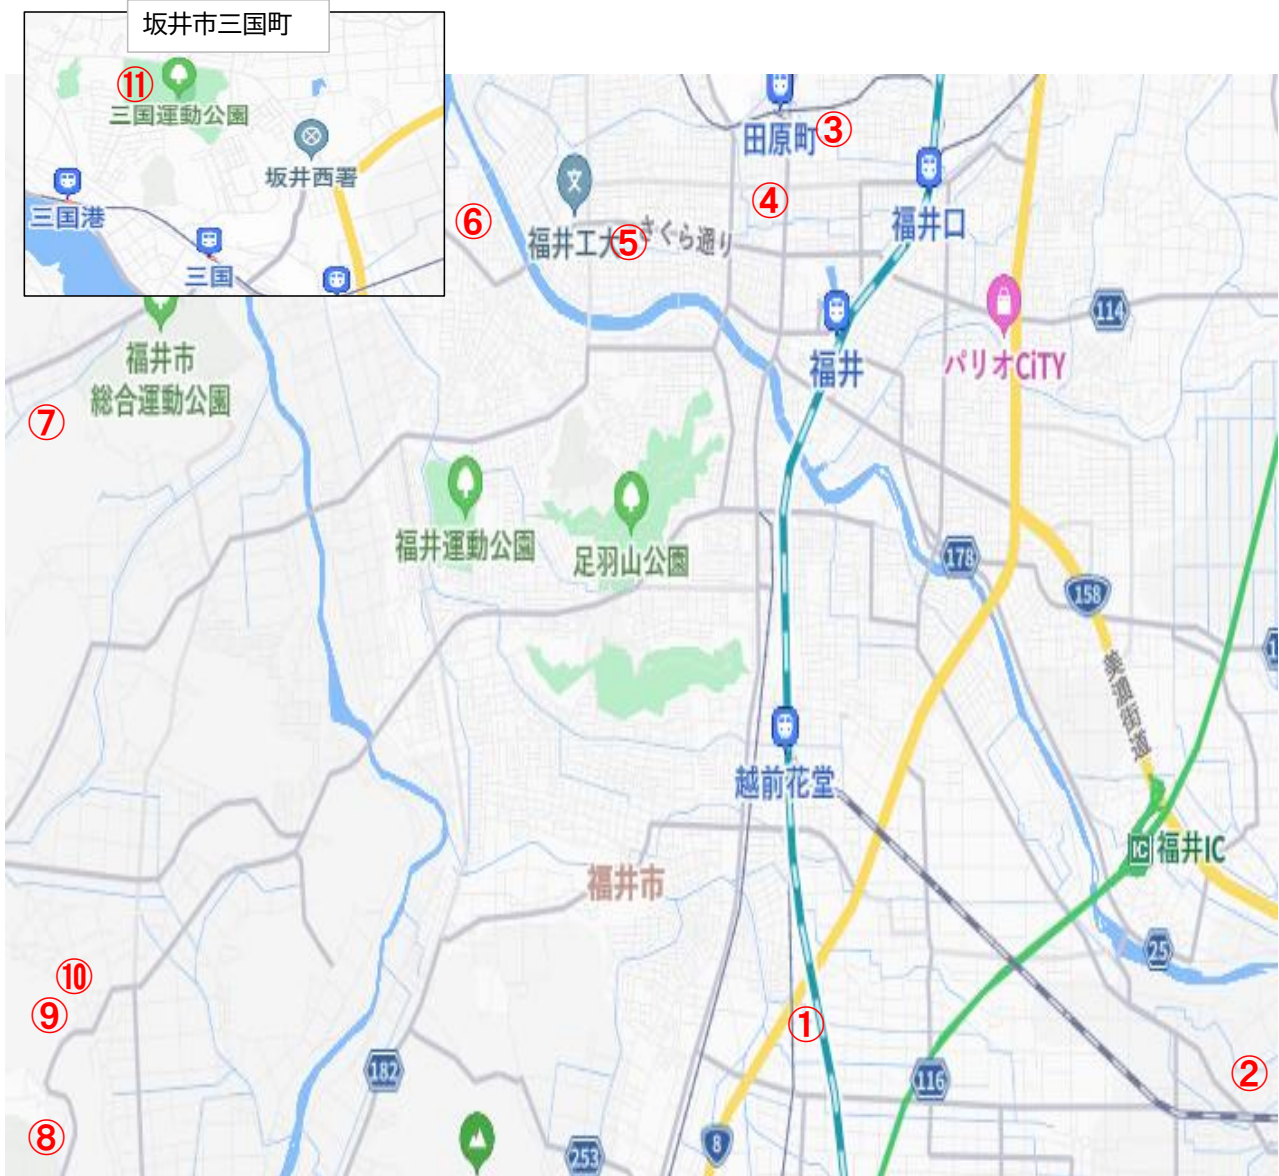 坂井市三国町
⑪
三国運動公園
坂井西署
三国港
三国
田原町
③
④
福井口
⑥
福井工大
⑤
さくら通り
114
福井
パリオCiTY
福井市
総合運動公園
⑦
福井運動公園
足羽山公園
178
158
美濃街道
越前花堂
IC
福井IC
福井市
25
⑩
⑨
①
182
116
②
⑧
8
253